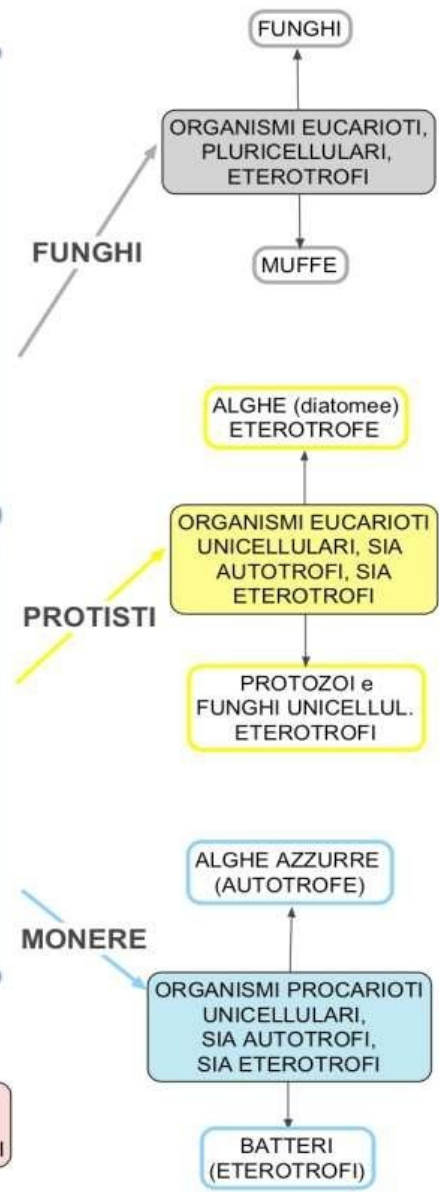 FUNGHI
ORGANISMI EUCARIOTI,
PLURICELLULARI,
ETEROTROFI
FUNGHI
MUFFE
ALGHE (diatomee)
ETEROTROFE
ORGANISMI EUCARIOTI
UNICELLULARI, SIA
AUTOTROFI, SIA
ETEROTROFI
PROTISTI
PROTOZOI e
FUNGHI UNICELLUL.
ETEROTROFI
ALGHE AZZURRE
(AUTOTROFE)
MONERE
ORGANISMI PROCARIOTI
UNICELLULARI,
SIA AUTOTROFI,
SIA ETEROTROFI
BATTERI
(ETEROTROFI)